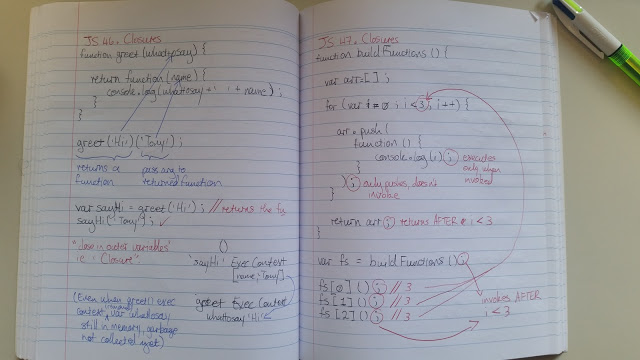 JS 46. Closures
function greet (whattosay) {
return function (name) {
console.log(whattosay + ' ' + name) ;
}
}
greet('Hi')('Tony') ;
returns a
function
pass arg to
returned function
var sayHi = greet('Hi') ; // returns the fn
sayHi('Tony') ; ✓
outer variables'
ie : Closure" :
()
'sayHi' Exec Context
[name, 'Tony']
(Even when greet() exec
context, var whattosay
still in memory, garbage
not collected yet)
greet Exec Context
whattosay 'Hi'
JS 47. Closures
function buildFunctions () {
var arr = [ ] ;
for (var i = 0 ; i < 3 ; i++) {
arr.push (
function () {
console.log(i) ; executes
only when
invoked
}
) ; only pushes, doesn't
invoke
}
return arr ; returns AFTER i < 3
}
var fs = buildFunctions () ;
fs[0] () ; // 3
fs[1] () ; // 3
fs[2] () ; // 3
invokes AFTER
i < 3